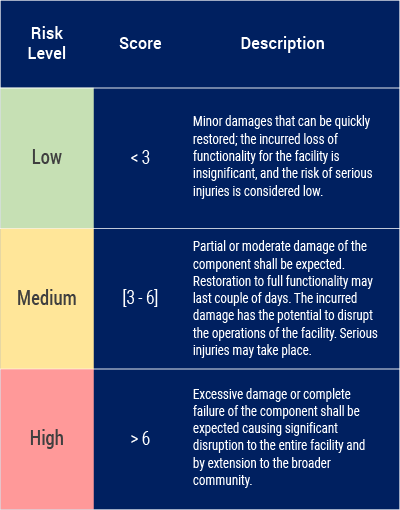 Risk
Level
Score
Description
Low
< 3
Minor damages that can be quickly
restored; the incurred loss of
functionality for the facility is
insignificant, and the risk of serious
injuries is considered low.
Medium
[3 - 6]
Partial or moderate damage of the
component shall be expected.
Restoration to full functionality may
last couple of days. The incurred
damage has the potential to disrupt
the operations of the facility. Serious
injuries may take place.
High
> 6
Excessive damage or complete
failure of the component shall be
expected causing significant
disruption to the entire facility and
by extension to the broader
community.